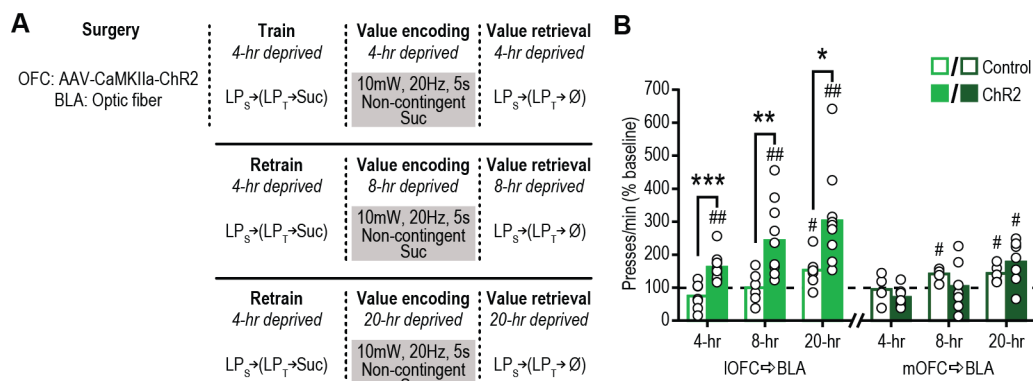 A
Surgery
OFC: AAV-CaMKIIa-ChR2
BLA: Optic fiber
Train
4-hr deprived
LPS→(LPT→Suc)
Value encoding
4-hr deprived
10mW, 20Hz, 5s
Non-contingent
Suc
Value retrieval
4-hr deprived
LPS→(LPT→Ø)
Retrain
4-hr deprived
LPS→(LPT→Suc)
Value encoding
8-hr deprived
10mW, 20Hz, 5s
Non-contingent
Suc
Value retrieval
8-hr deprived
LPS→(LPT→Ø)
Retrain
4-hr deprived
LPS→(LPT→Suc)
Value encoding
20-hr deprived
10mW, 20Hz, 5s
Non-contingent
Value retrieval
20-hr deprived
LPS→(LPT→Ø)
B
/ Control
/ ChR2
Presses/min (% baseline)
700
600
500
400
300
200
100
0
***
##
**
##
*
#
##
#
#
#
4-hr 8-hr 20-hr 4-hr 8-hr 20-hr
lOFC⇨BLA mOFC⇨BLA